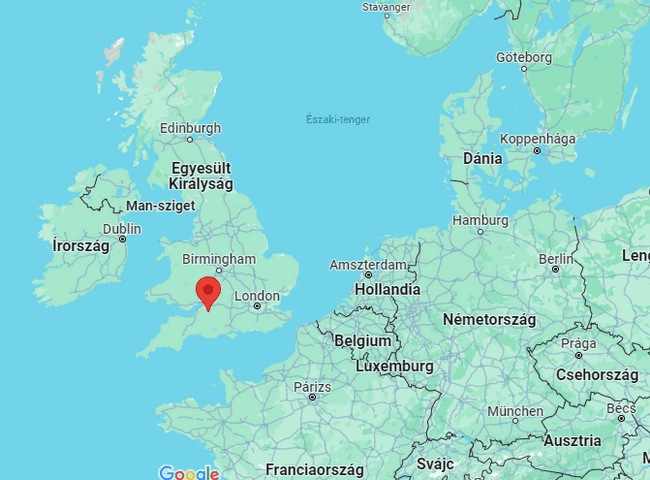 Stavanger
Göteborg
Északi-tenger
Edinburgh
Koppenhága
Dánia
Egyesült
Királyság
Man-sziget
Dublin
Hamburg
Írország
Birmingham
Amszterdam
Berlin
Leng
Hollandia
London
Németország
Belgium
Prága
Luxemburg
Csehország
Párizs
München
Bécs
Ausztria
Svájc
M
Franciaország
Google